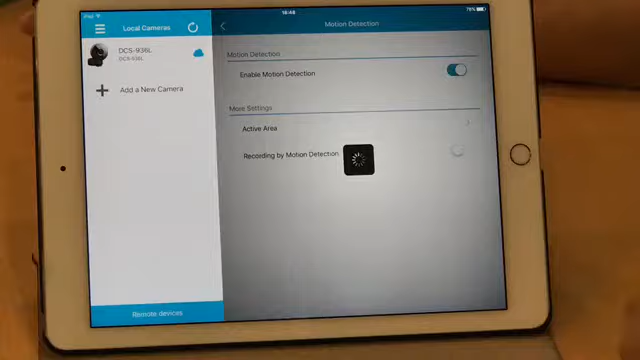 iPad
16:48
76%
Local Cameras
Motion Detection
DCS-936L
DCS-936L
Add a New Camera
Motion Detection
Enable Motion Detection
More Settings
Active Area
Recording by Motion Detection
Remote devices